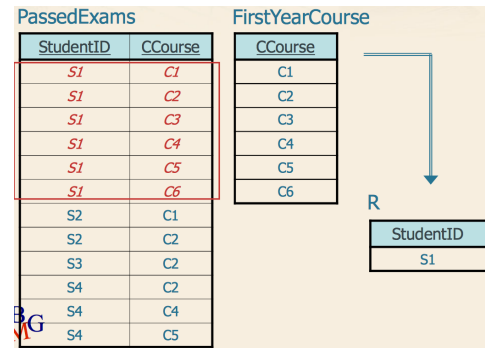 PassedExams
StudentID CCourse
S1 C1
S1 C2
S1 C3
S1 C4
S1 C5
S1 C6
S2 C1
S2 C2
S3 C2
S4 C2
S4 C4
S4 C5
FirstYearCourse
CCourse
C1
C2
C3
C4
C5
C6
R
StudentID
S1
BG
M